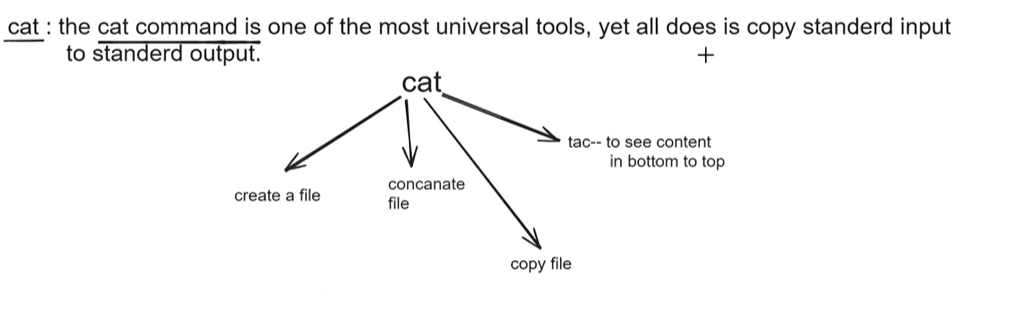 cat : the cat command is one of the most universal tools, yet all does is copy standerd input
to standerd output.
cat
tac-- to see content
in bottom to top
create a file
concanate
file
copy file